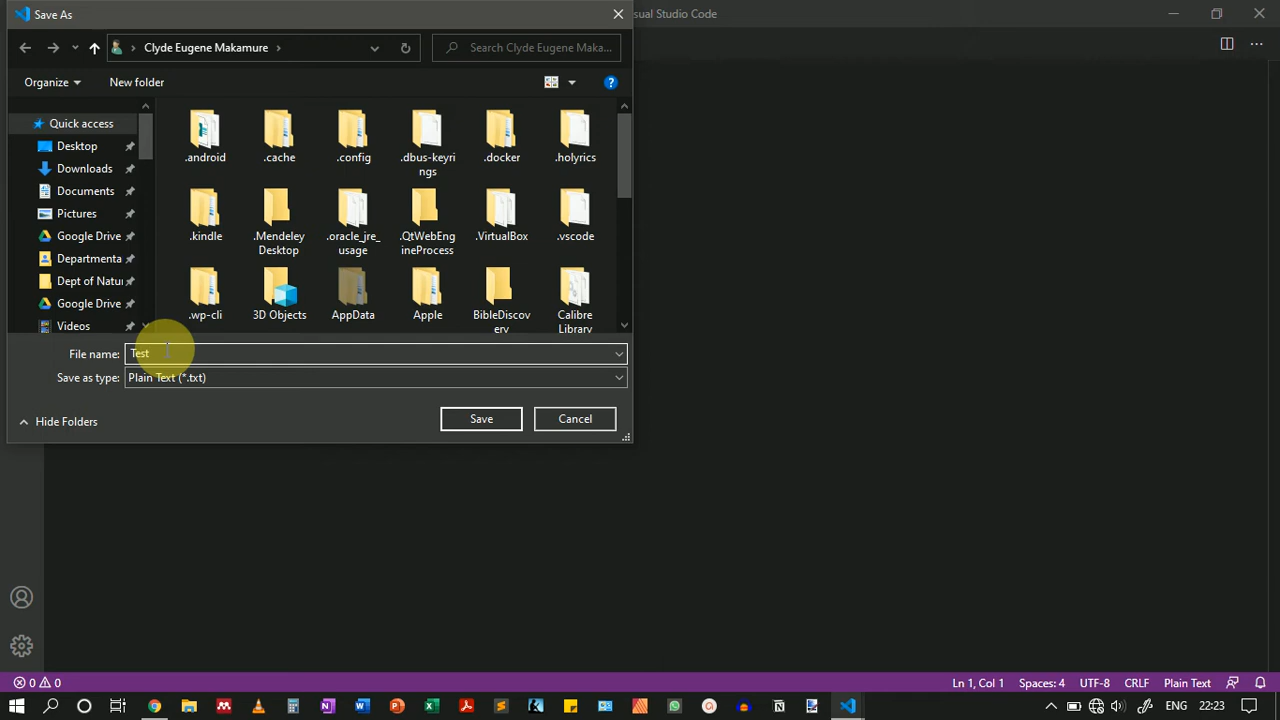 Save As
sual Studio Code
Clyde Eugene Makamure
Search Clyde Eugene Maka...
Organize
New folder
Quick access
Desktop
Downloads
Documents
Pictures
Google Drive
Departmenta
Dept of Natu
Google Drive
Videos
.android
.cache
.config
.dbus-keyri
ngs
.docker
.holyrics
.kindle
.Mendeley
Desktop
.oracle_jre_
usage
.QtWebEng
ineProcess
.VirtualBox
.vscode
.wp-cli
3D Objects
AppData
Apple
BibleDiscov
ery
Calibre
Library
File name:
Test
Save as type:
Plain Text (*.txt)
Hide Folders
Save
Cancel
0
0
Ln 1, Col 1
Spaces: 4
UTF-8
CRLF
Plain Text
ENG
22:23